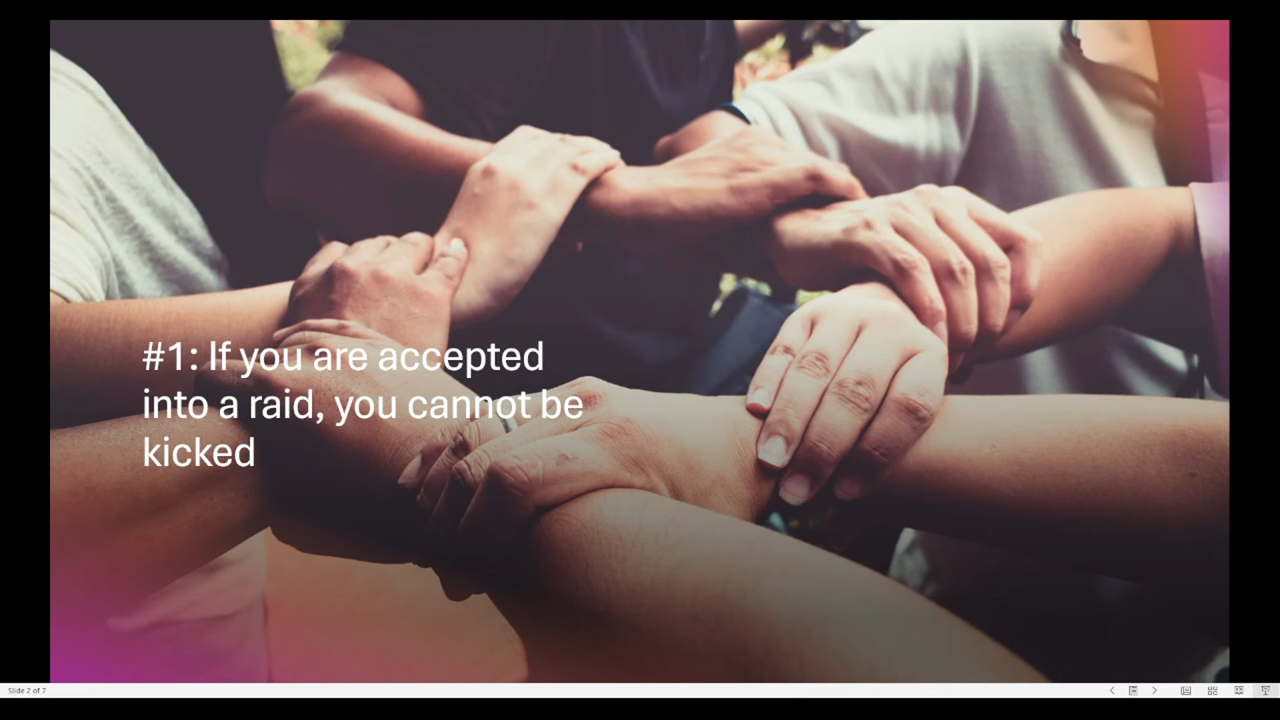 #1: If you are accepted
into a raid, you cannot be
kicked
Slide 2 of 7